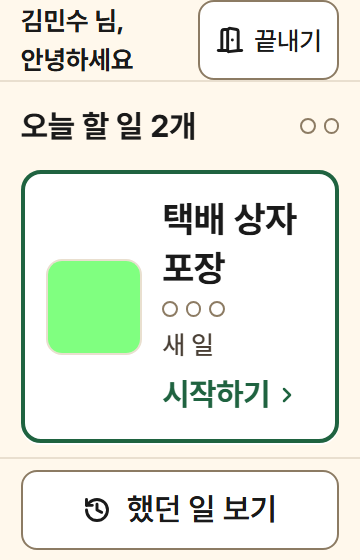 김민수 님,
안녕하세요
끝내기
오늘 할 일 2개
택배 상자
포장
새 일
시작하기
했던 일 보기